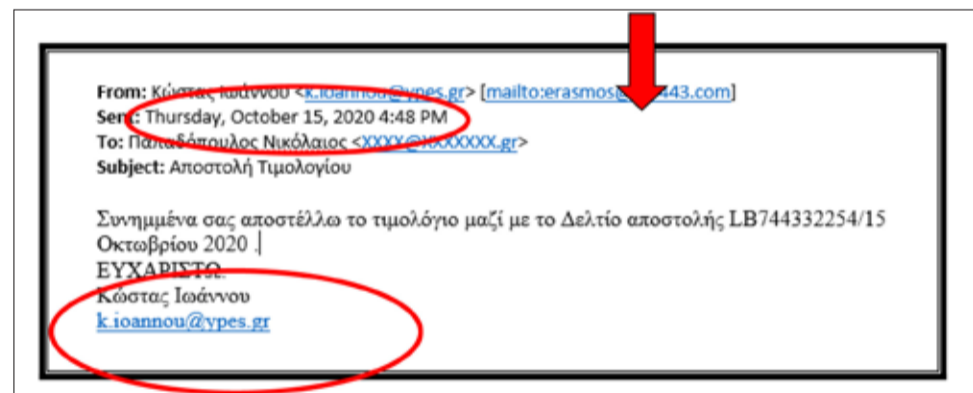 From: Κώστας Ιωάννου <k.ioannou@ypes.gr> [mailto:erasmos@ 443.com]
Sent: Thursday, October 15, 2020 4:48 PM
To: Παπαδόπουλος Νικόλαιος <XXXX@XXXXXXX.gr>
Subject: Αποστολή Τιμολογίου
Συνημμένα σας αποστέλλω το τιμολόγιο μαζί με το Δελτίο αποστολής LB744332254/15
Οκτωβρίου 2020 .
ΕΥΧΑΡΙΣΤΩ.
Κώστας Ιωάννου
k.ioannou@ypes.gr